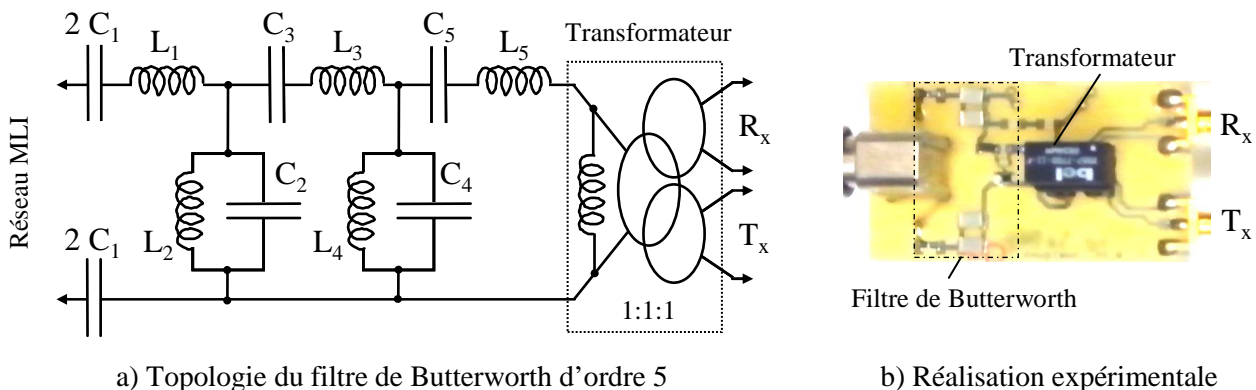 2 C₁
L₁
C₃
L₃
C₅
L₅
Transformateur
Rₓ
Tₓ
Réseau MLI
L₂
C₂
L₄
C₄
2 C₁
1:1:1
a) Topologie du filtre de Butterworth d’ordre 5
Transformateur
bel
Rₓ
Tₓ
Filtre de Butterworth
b) Réalisation expérimentale